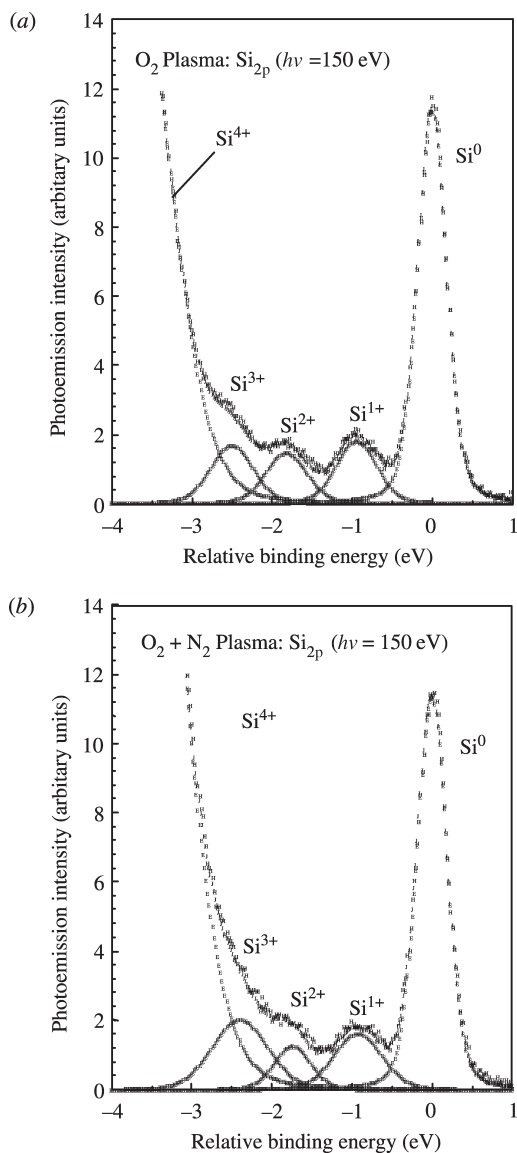 (a)
14
12
10
8
6
4
2
0
Photoemission intensity (arbitary units)
O₂ Plasma: Si₂ₚ (hν =150 eV)
Si⁴⁺
Si⁰
Si³⁺
Si²⁺
Si¹⁺
−4 −3 −2 −1 0 1
Relative binding energy (eV)
(b)
14
12
10
8
6
4
2
0
Photoemission intensity (arbitary units)
O₂ + N₂ Plasma: Si₂ₚ (hν = 150 eV)
Si⁴⁺
Si⁰
Si³⁺
Si²⁺
Si¹⁺
−4 −3 −2 −1 0 1
Relative binding energy (eV)